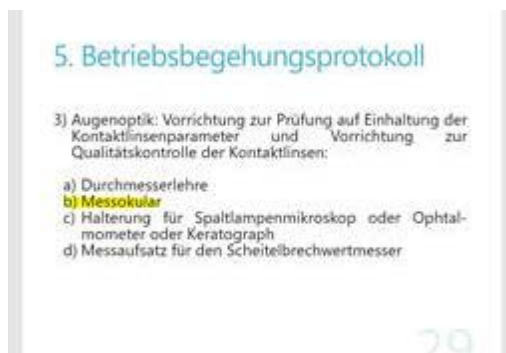 5. Betriebsbegehungsprotokoll
3) Augenoptik: Vorrichtung zur Prüfung auf Einhaltung der
Kontaktlinsenparameter und Vorrichtung zur
Qualitätskontrolle der Kontaktlinsen:
a) Durchmesserlehre
b) Messokular
c) Halterung für Spaltlampenmikroskop oder Ophtal-
mometer oder Keratograph
d) Messaufsatz für den Scheitelbrechwertmesser
29